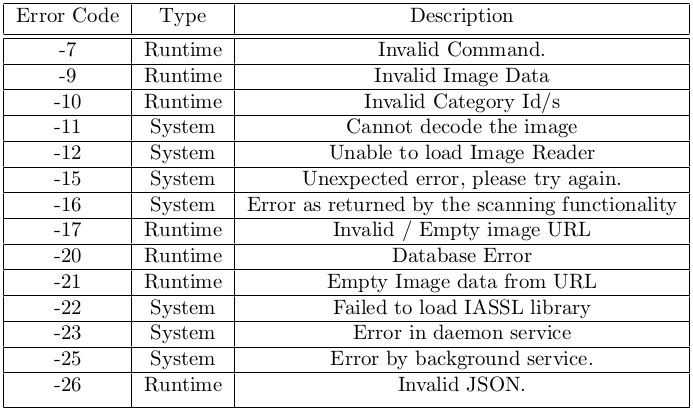 Error Code Type Description
-7 Runtime Invalid Command.
-9 Runtime Invalid Image Data
-10 Runtime Invalid Category Id/s
-11 System Cannot decode the image
-12 System Unable to load Image Reader
-15 System Unexpected error, please try again.
-16 System Error as returned by the scanning functionality
-17 Runtime Invalid / Empty image URL
-20 Runtime Database Error
-21 Runtime Empty Image data from URL
-22 System Failed to load IASSL library
-23 System Error in daemon service
-25 System Error by background service.
-26 Runtime Invalid JSON.